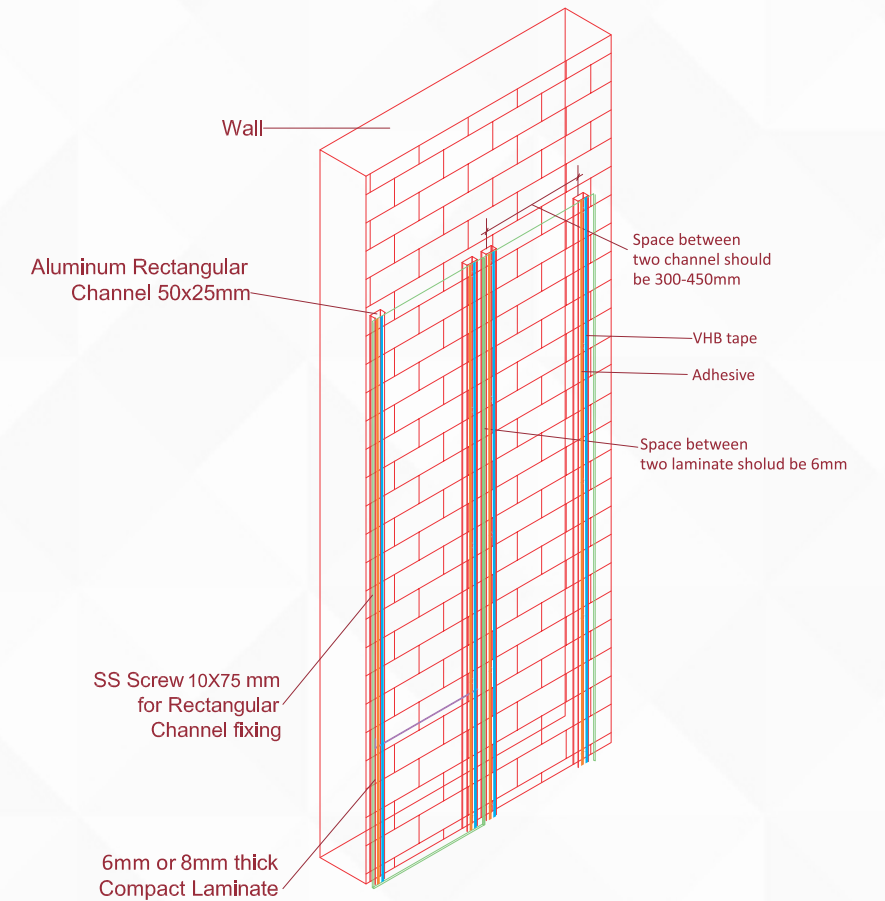 Wall
Aluminum Rectangular
Channel 50x25mm
Space between
two channel should
be 300-450mm
VHB tape
Adhesive
Space between
two laminate sholud be 6mm
SS Screw 10X75 mm
for Rectangular
Channel fixing
6mm or 8mm thick
Compact Laminate